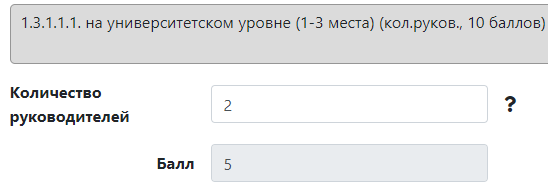 1.3.1.1.1. на университетском уровне (1-3 места) (кол.руков., 10 баллов)
Количество
руководителей
2
?
Балл
5